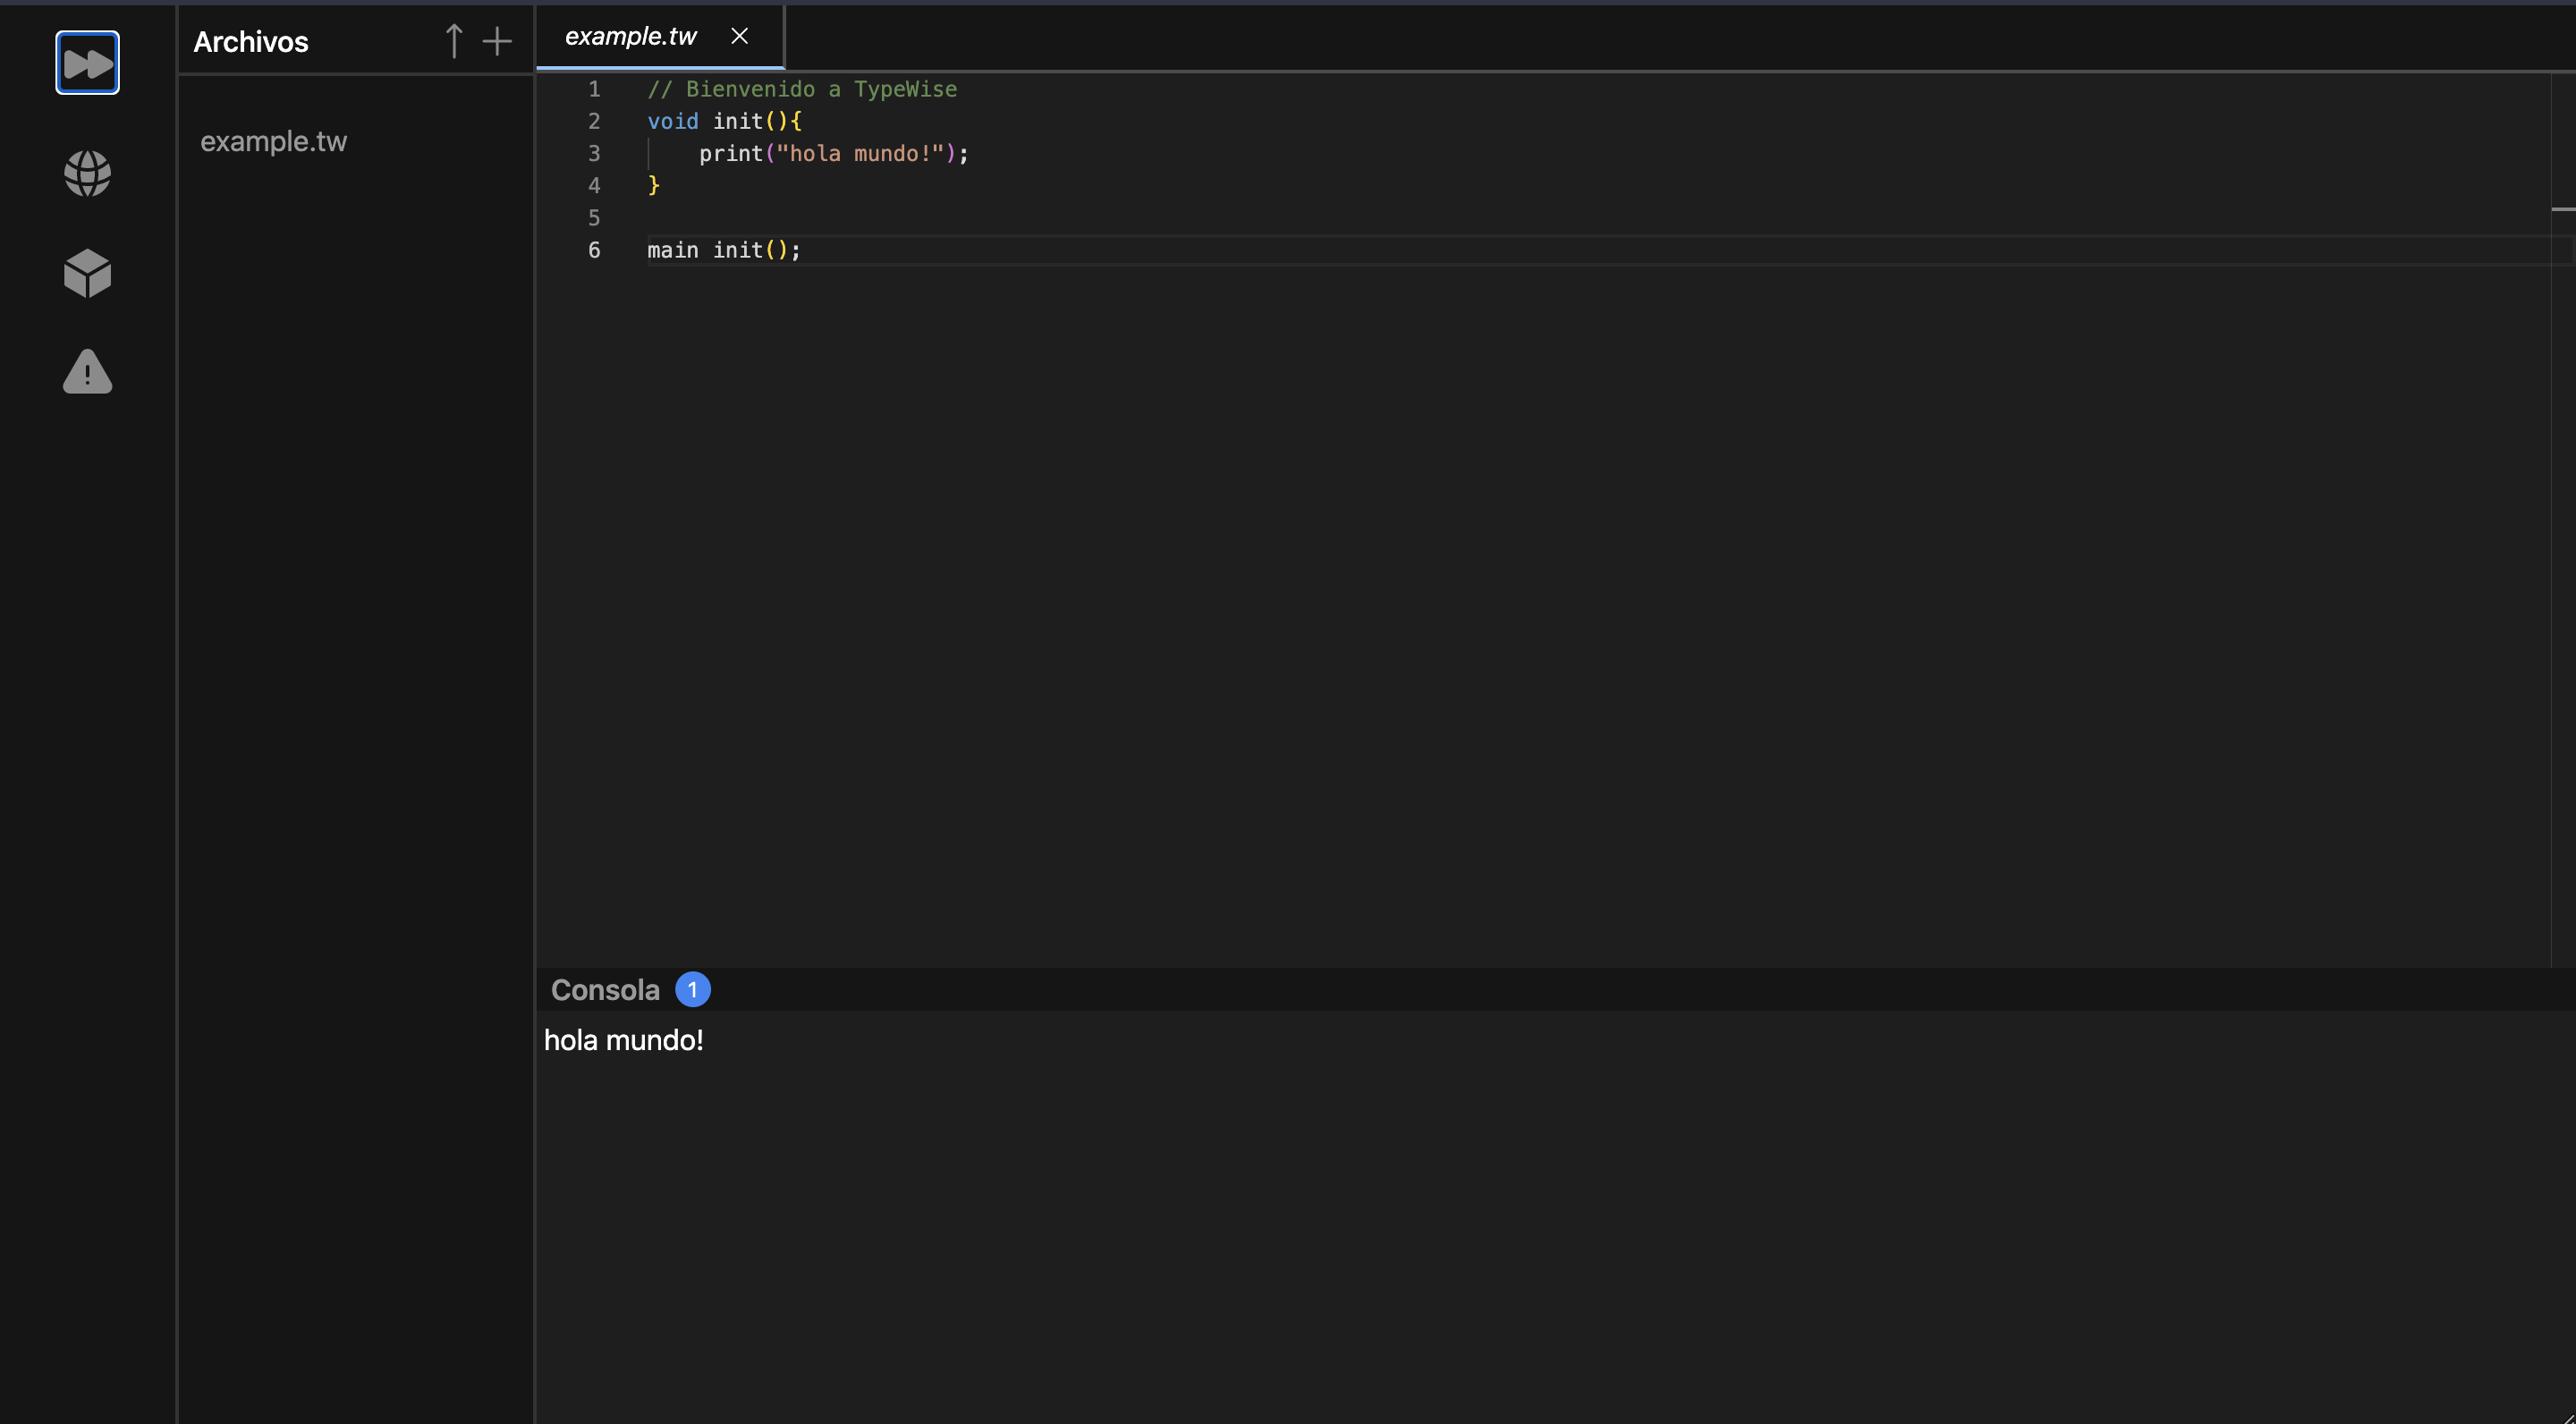 Archivos
example.tw
example.tw
1 // Bienvenido a TypeWise
2 void init(){
3 print("hola mundo!");
4 }
5
6 main init();
Consola 1
hola mundo!